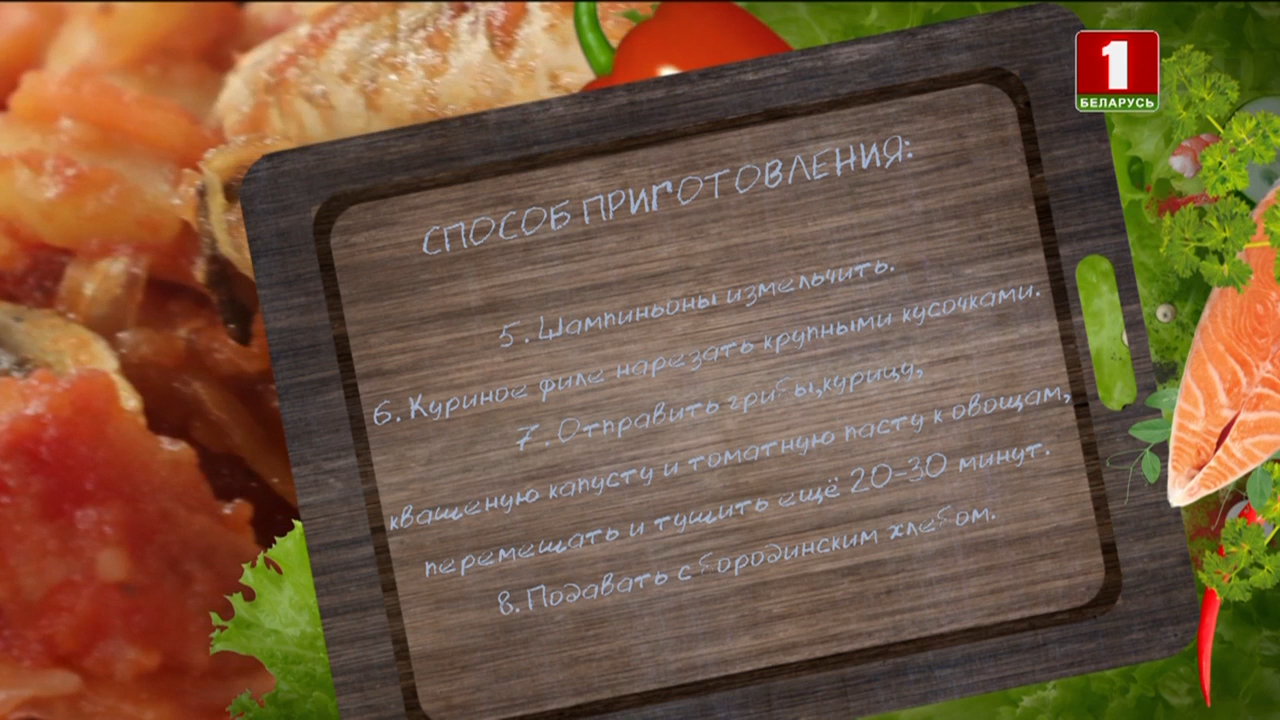 1
БЕЛАРУСЬ
СПОСОБ ПРИГОТОВЛЕНИЯ:
5. Шампиньоны измельчить.
6. Куриное филе нарезать крупными кусочками.
7. Отправить грибы,курицу,
квашеную капусту и томатную пасту к овощам,
перемешать и тушить ещё 20-30 минут.
8. Подавать с бородинским хлебом.